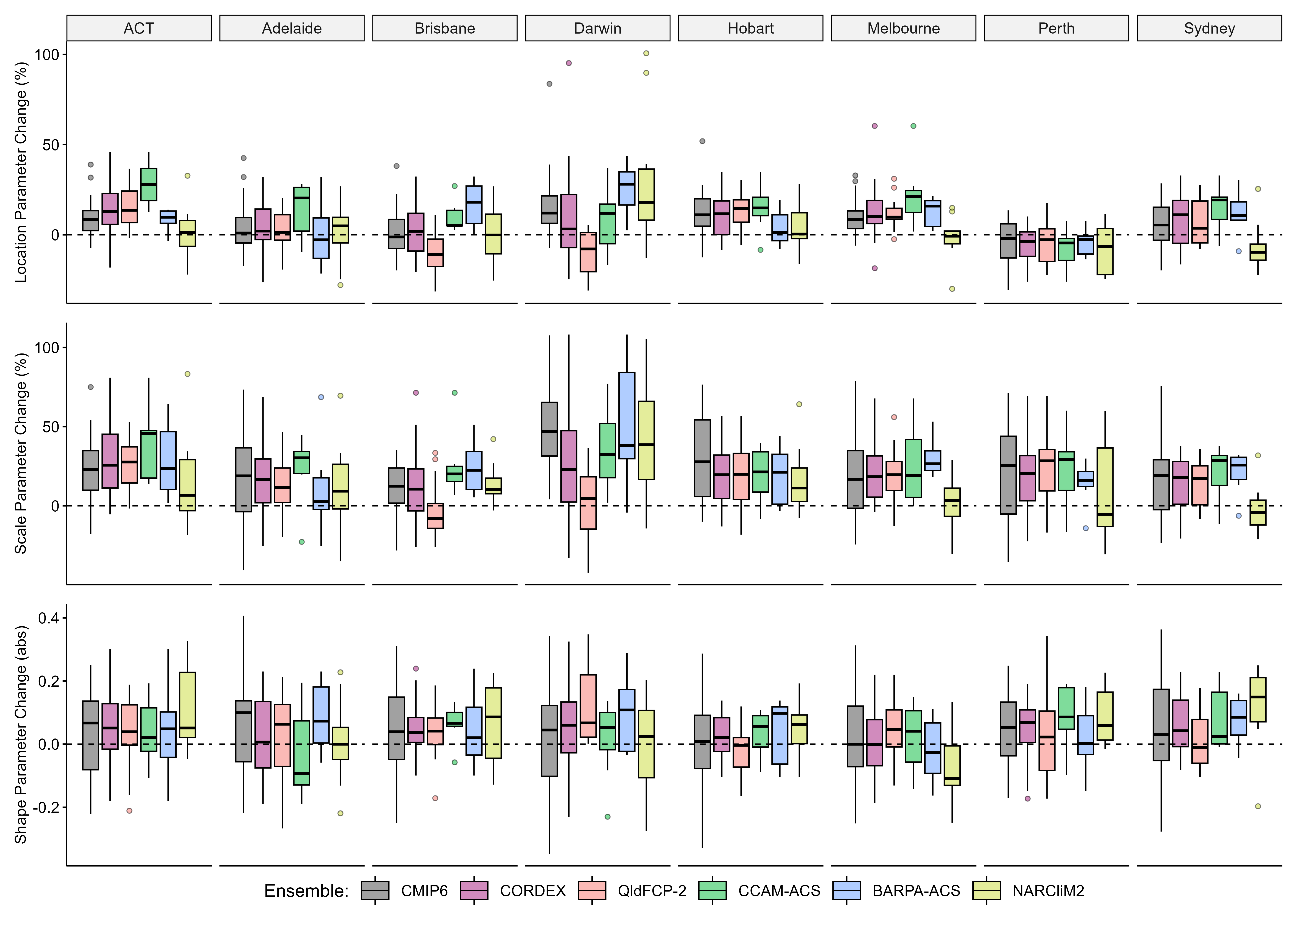 ACT Adelaide Brisbane Darwin Hobart Melbourne Perth Sydney
Location Parameter Change (%)
100
50
0
Scale Parameter Change (%)
100
50
0
Shape Parameter Change (abs)
0.4
0.2
0.0
-0.2
Ensemble: CMIP6 CORDEX QldFCP-2 CCAM-ACS BARPA-ACS NARCliM2